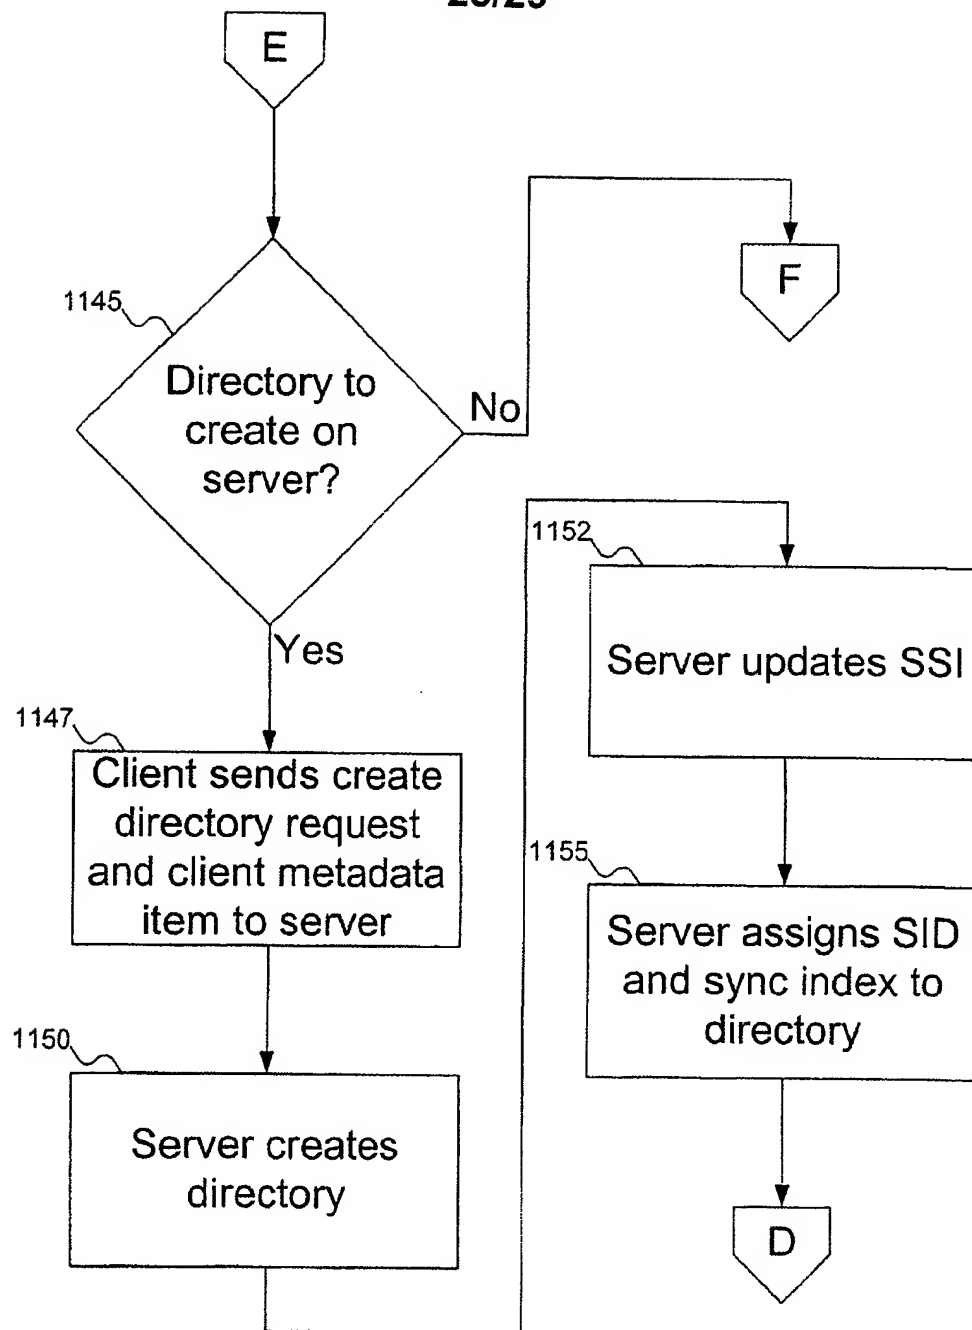 E
F
1145
Directory to
create on
server?
No
Yes
1147
Client sends create
directory request
and client metadata
item to server
1150
Server creates
directory
1152
Server updates SSI
1155
Server assigns SID
and sync index to
directory
D